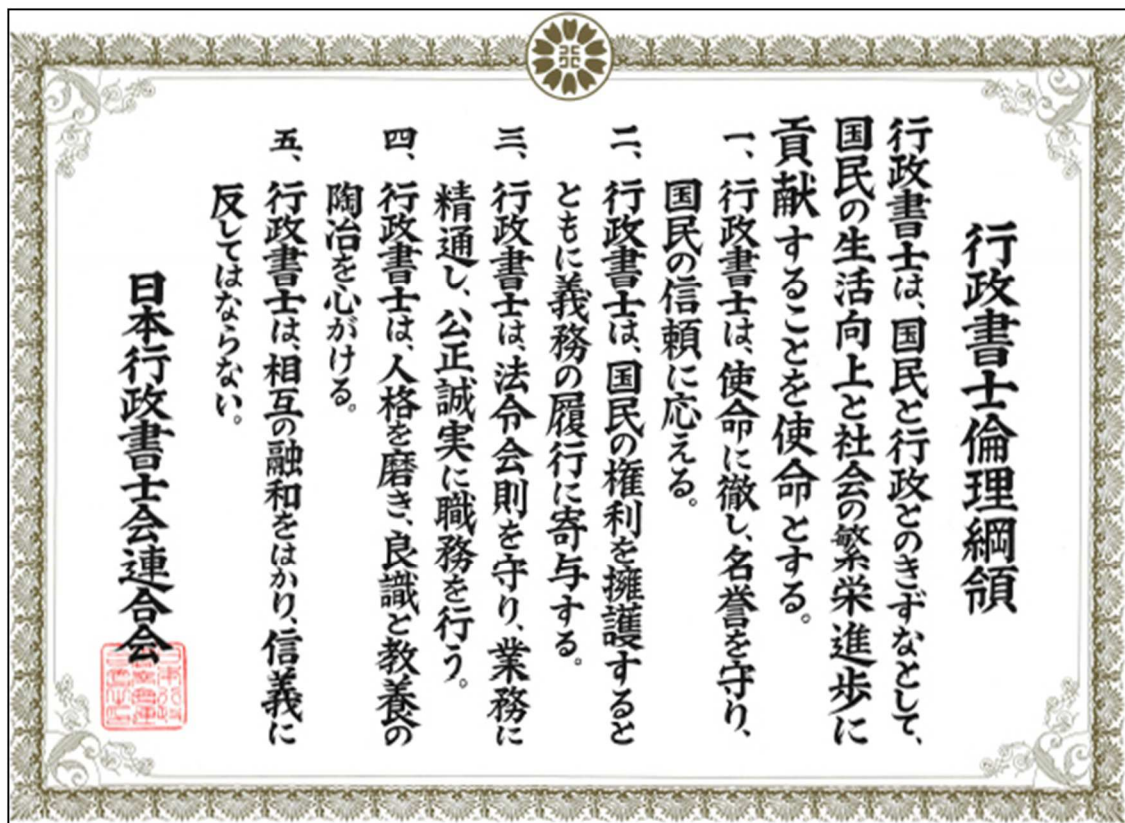 行政書士倫理綱領
行政書士は、国民と行政とのきずなとして、
国民の生活向上と社会の繁栄進歩に
貢献することを使命とする。
一、行政書士は、使命に徹し、名誉を守り、
国民の信頼に応える。
二、行政書士は、国民の権利を擁護すると
ともに義務の履行に寄与する。
三、行政書士は、法令会則を守り、業務に
精通し、公正誠実に職務を行う。
四、行政書士は、人格を磨き、良識と教養の
陶冶を心がける。
五、行政書士は、相互の融和をはかり、信義に
反してはならない。
日本行政書士会連合会